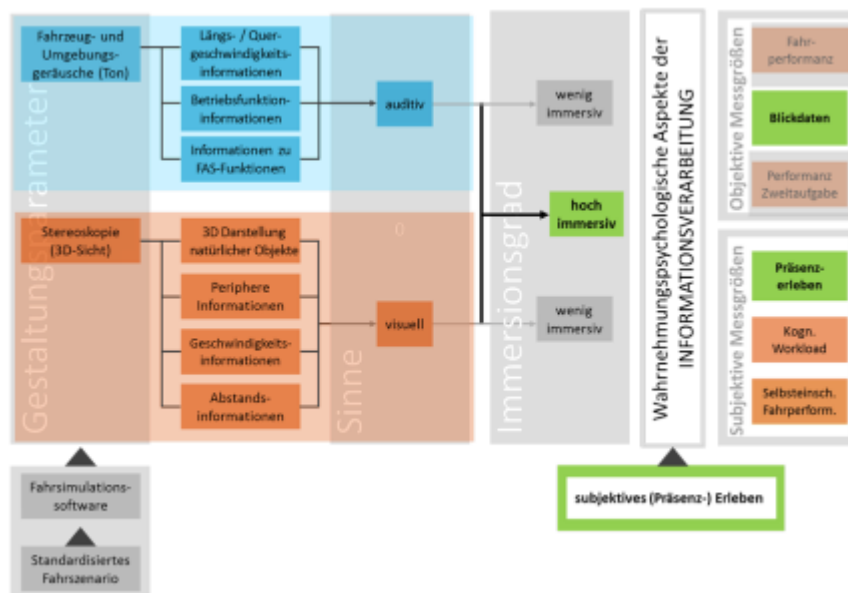 Gestaltungsparameter
Fahrzeug- und
Umgebungs-
geräusche (Ton)
Längs- / Quer-
geschwindigkeits-
informationen
Betriebsfunktion-
informationen
Informationen zu
FAS-Funktionen
Stereoskopie
(3D-Sicht)
3D Darstellung
natürlicher Objekte
Periphere
Informationen
Geschwindigkeits-
informationen
Abstands-
informationen
Sinne
auditiv
0
visuell
Immersionsgrad
wenig
immersiv
hoch
immersiv
wenig
immersiv
Wahrnehmungspsychologische Aspekte der
INFORMATIONSVERARBEITUNG
Objektive Messgrößen
Fahr-
performanz
Blickdaten
Performanz
Zweitaufgabe
Subjektive Messgrößen
Präsenz-
erleben
Kogn.
Workload
Selbsteinsch.
Fahrperform.
Fahrsimulations-
software
Standardisiertes
Fahrszenario
subjektives (Präsenz-) Erleben